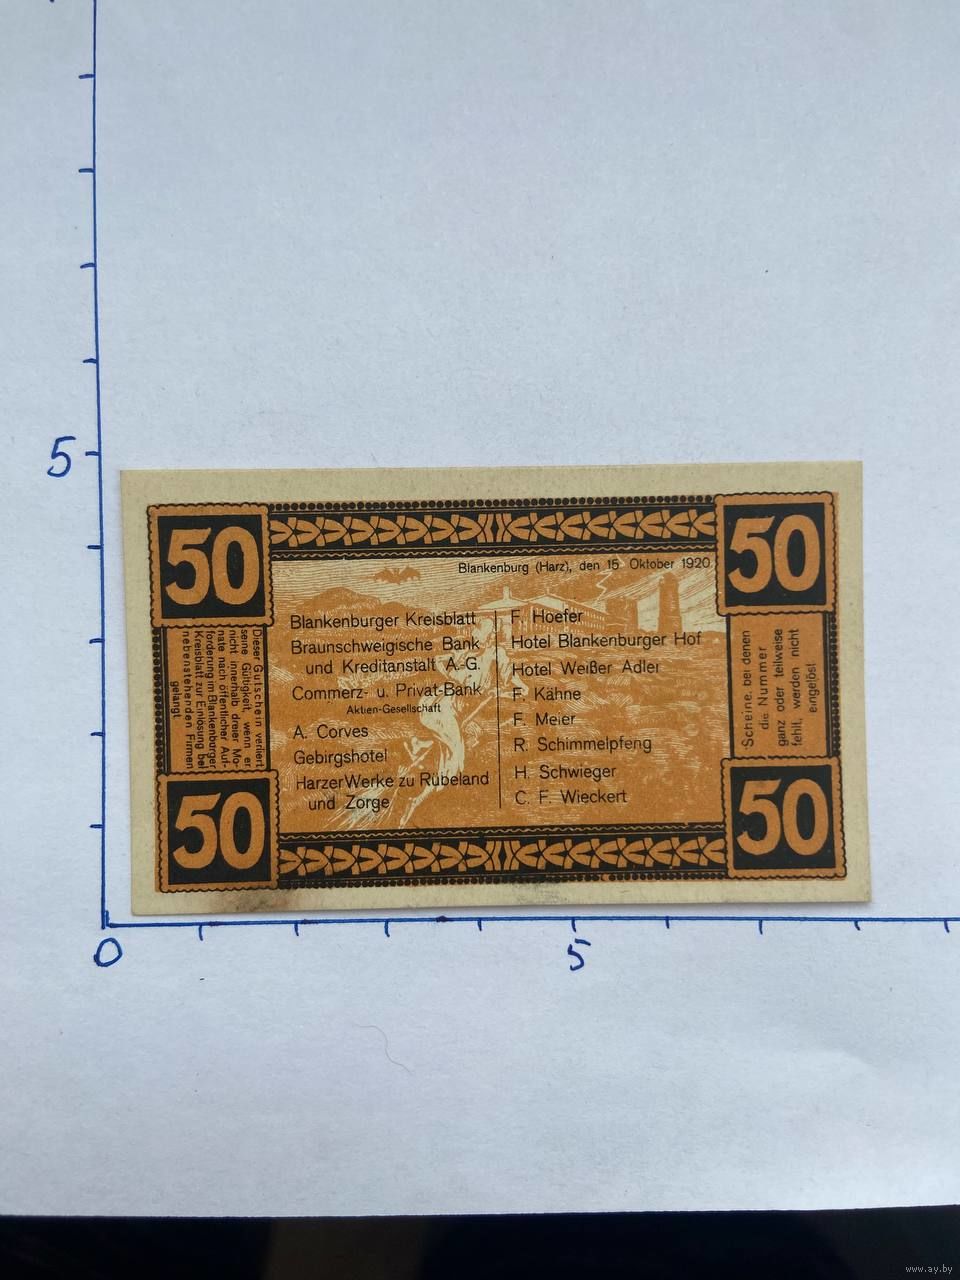 5
50
50
Blankenburg (Harz), den 15 Oktober 1920
Blankenburger Kreisblatt
Braunschweigische Bank
und Kreditanstalt A.-G.
Commerz- u. Privat-Bank
Aktien-Gesellschaft
A. Corves
Gebirgshotel
Harzer Werke zu Rübeland
und Zorge
F. Hoefer
Hotel Blankenburger Hof
Hotel Weißer Adler
F. Kähne
F. Meier
R. Schimmelpfeng
H. Schwieger
C. F. Wieckert
Dieser Gutschein verliert
seine Gültigkeit, wenn er
nicht innerhalb dreier Mo-
nate nach öffentlicher Auf-
forderung im Blankenburger
Kreisblatt zur Einlösung bei
nebenstehenden Firmen
gelangt
Scheine, bei denen
die Nummer
ganz oder teilweise
fehlt, werden nicht
eingelöst
50
50
0
5
www.ay.by